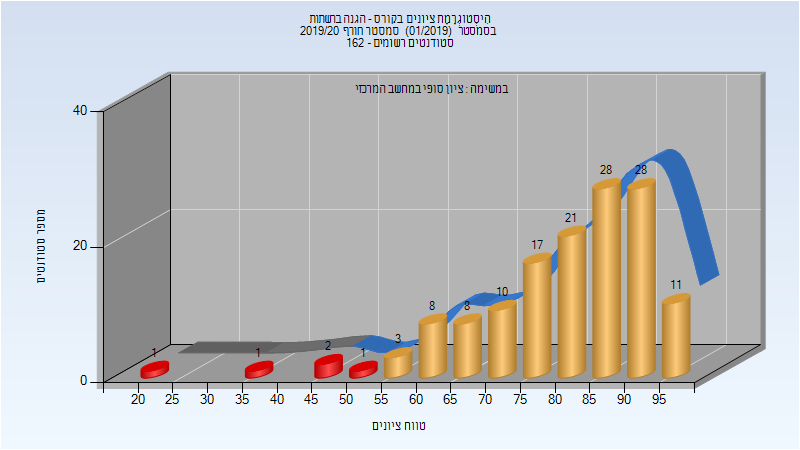 היסטוגרמת ציונים בקורס - הגנה ברשתות
בסמסטר (01/2019) סמסטר חורף 2019/20
סטודנטים רשומים - 162
במשימה : ציון סופי במחשב המרכזי
מספר סטודנטים
40
20
0
1
1
2
1
3
8
8
10
17
21
28
28
11
20 25 30 35 40 45 50 55 60 65 70 75 80 85 90 95
טווח ציונים